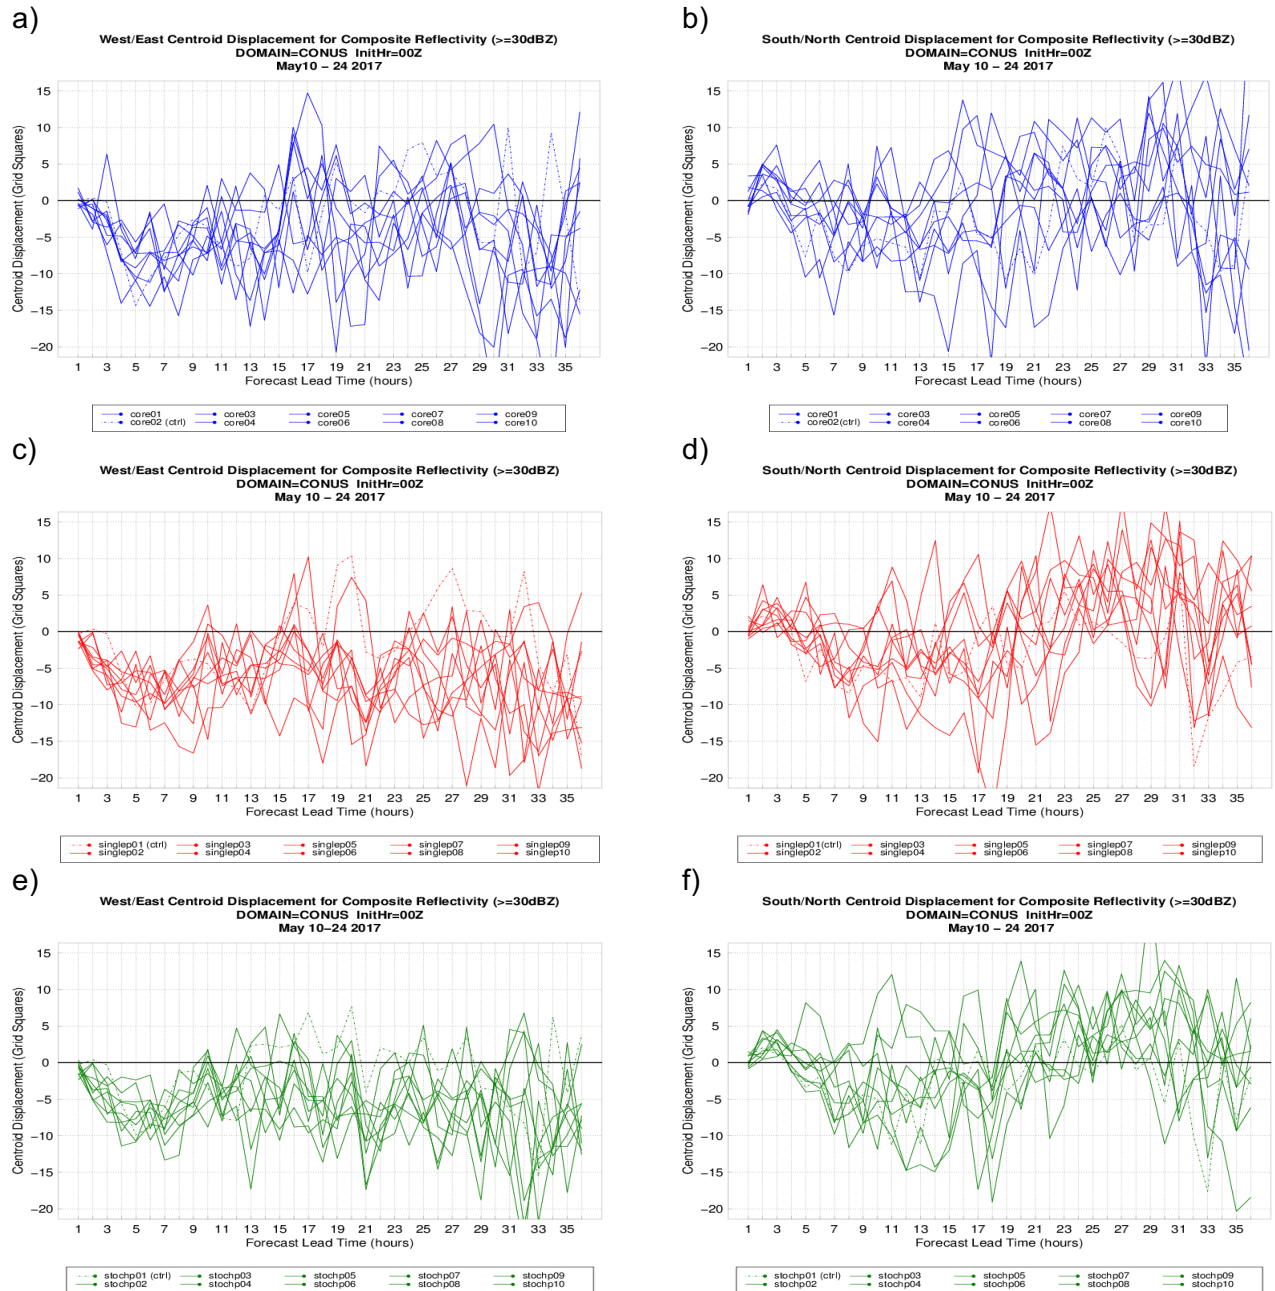 a)
West/East Centroid Displacement for Composite Reflectivity (>=30dBZ)
DOMAIN=CONUS InitHr=00Z
May10 – 24 2017
Centroid Displacement (Grid Squares)
15
10
5
0
−5
−10
−15
−20
1 3 5 7 9 11 13 15 17 19 21 23 25 27 29 31 33 35
Forecast Lead Time (hours)
core01 core03 core05 core07 core09
core02 (ctrl) core04 core06 core08 core10
b)
South/North Centroid Displacement for Composite Reflectivity (>=30dBZ)
DOMAIN=CONUS InitHr=00Z
May 10 – 24 2017
Centroid Displacement (Grid Squares)
15
10
5
0
−5
−10
−15
−20
1 3 5 7 9 11 13 15 17 19 21 23 25 27 29 31 33 35
Forecast Lead Time (hours)
core01 core03 core05 core07 core09
core02(ctrl) core04 core06 core08 core10
c)
West/East Centroid Displacement for Composite Reflectivity (>=30dBZ)
DOMAIN=CONUS InitHr=00Z
May 10 – 24 2017
Centroid Displacement (Grid Squares)
15
10
5
0
−5
−10
−15
−20
1 3 5 7 9 11 13 15 17 19 21 23 25 27 29 31 33 35
Forecast Lead Time (hours)
singlep01 (ctrl) singlep03 singlep05 singlep07 singlep09
singlep02 singlep04 singlep06 singlep08 singlep10
d)
South/North Centroid Displacement for Composite Reflectivity (>=30dBZ)
DOMAIN=CONUS InitHr=00Z
May 10 – 24 2017
Centroid Displacement (Grid Squares)
15
10
5
0
−5
−10
−15
−20
1 3 5 7 9 11 13 15 17 19 21 23 25 27 29 31 33 35
Forecast Lead Time (hours)
singlep01(ctrl) singlep03 singlep05 singlep07 singlep09
singlep02 singlep04 singlep06 singlep08 singlep10
e)
West/East Centroid Displacement for Composite Reflectivity (>=30dBZ)
DOMAIN=CONUS InitHr=00Z
May 10–24 2017
Centroid Displacement (Grid Squares)
15
10
5
0
−5
−10
−15
−20
1 3 5 7 9 11 13 15 17 19 21 23 25 27 29 31 33 35
Forecast Lead Time (hours)
stochp01 (ctrl) stochp03 stochp05 stochp07 stochp09
stochp02 stochp04 stochp06 stochp08 stochp10
f)
South/North Centroid Displacement for Composite Reflectivity (>=30dBZ)
DOMAIN=CONUS InitHr=00Z
May10 – 24 2017
Centroid Displacement (Grid Squares)
15
10
5
0
−5
−10
−15
−20
1 3 5 7 9 11 13 15 17 19 21 23 25 27 29 31 33 35
Forecast Lead Time (hours)
stochp01 (ctrl) stochp03 stochp05 stochp07 stochp09
stochp02 stochp04 stochp06 stochp08 stochp10